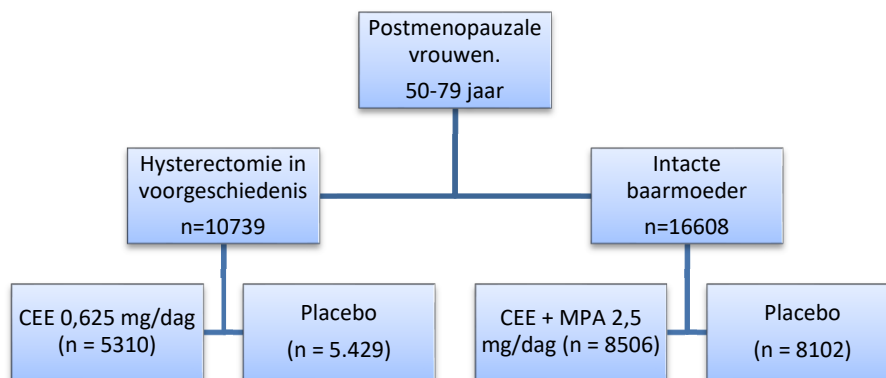 Postmenopauzale
vrouwen.
50-79 jaar
Hysterectomie in
voorgeschiedenis
n=10739
Intacte
baarmoeder
n=16608
CEE 0,625 mg/dag
(n = 5310)
Placebo
(n = 5.429)
CEE + MPA 2,5
mg/dag (n = 8506)
Placebo
(n = 8102)